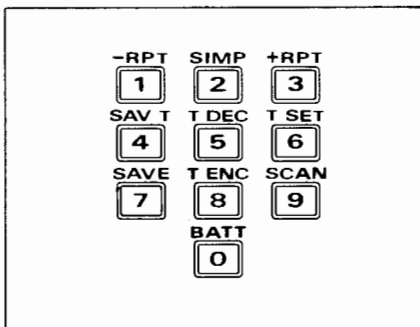 -RPT SIMP +RPT
1 2 3
SAV T T DEC T SET
4 5 6
SAVE T ENC SCAN
7 8 9
BATT
0